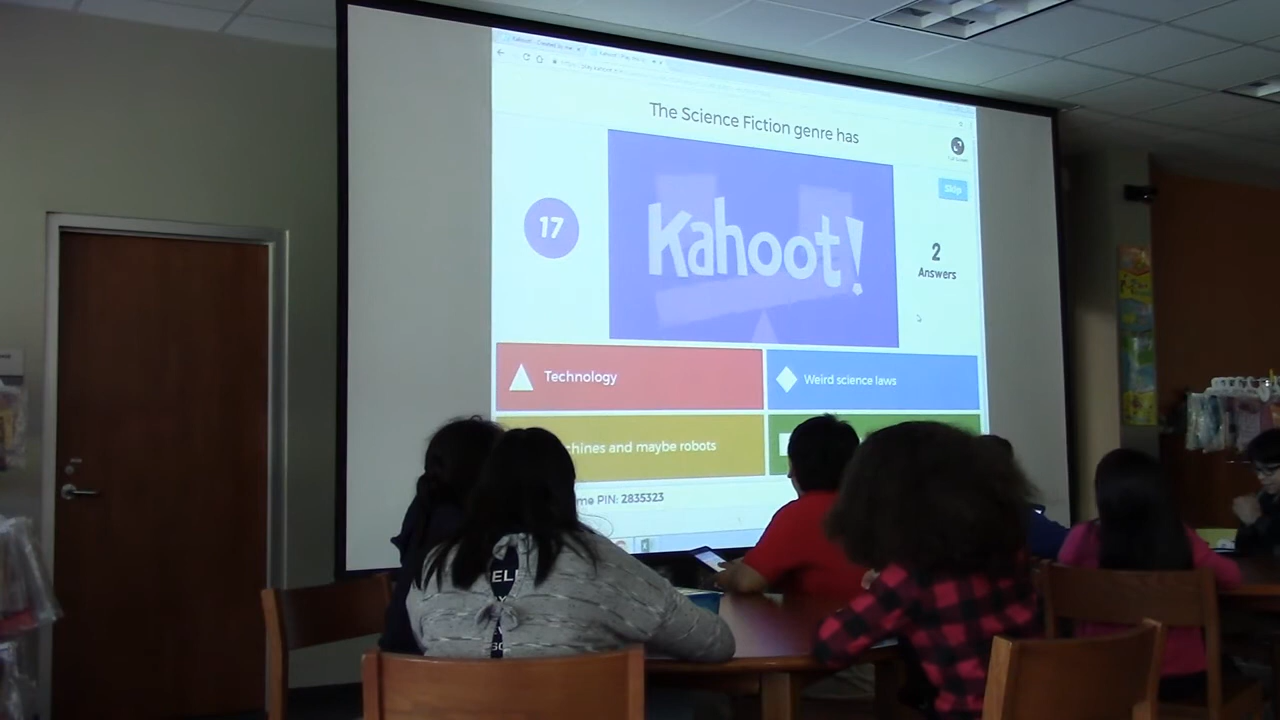 The Science Fiction genre has
Skip
17
Kahoot!
2
Answers
Technology
Weird science laws
chines and maybe robots
me PIN: 2835323
ELL